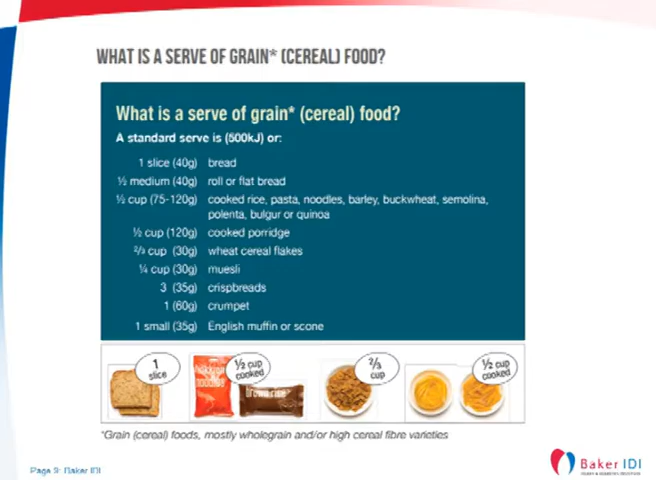 WHAT IS A SERVE OF GRAIN* (CEREAL) FOOD?
What is a serve of grain* (cereal) food?
A standard serve is (500kJ) or:
1 slice (40g) bread
½ medium (40g) roll or flat bread
½ cup (75-120g) cooked rice, pasta, noodles, barley, buckwheat, semolina,
polenta, bulgur or quinoa
½ cup (120g) cooked porridge
⅔ cup (30g) wheat cereal flakes
¼ cup (30g) muesli
3 (35g) crispbreads
1 (60g) crumpet
1 small (35g) English muffin or scone
1
slice
½ cup
cooked
⅔
cup
½ cup
cooked
hokkien
noodles
brown rice
*Grain (cereal) foods, mostly wholegrain and/or high cereal fibre varieties
Page 9: Baker IDI
Baker IDI